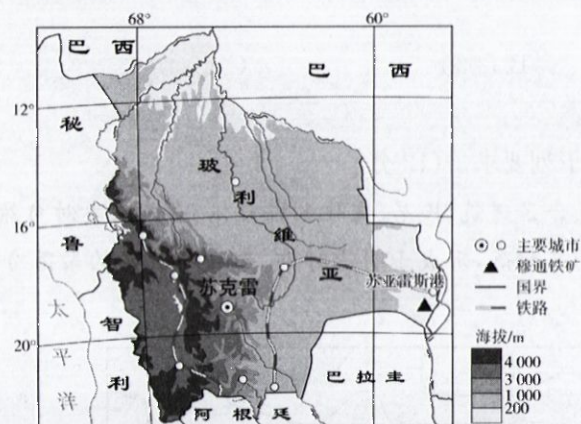 68°
60°
巴 西
巴 西
12°
秘
玻
利
16°
鲁
维
亚
苏亚雷斯港
苏克雷
太
平
洋
智
利
20°
巴 拉 圭
阿 根 廷
主要城市
穆通铁矿
国界
铁路
海拔/m
4 000
3 000
1 000
200